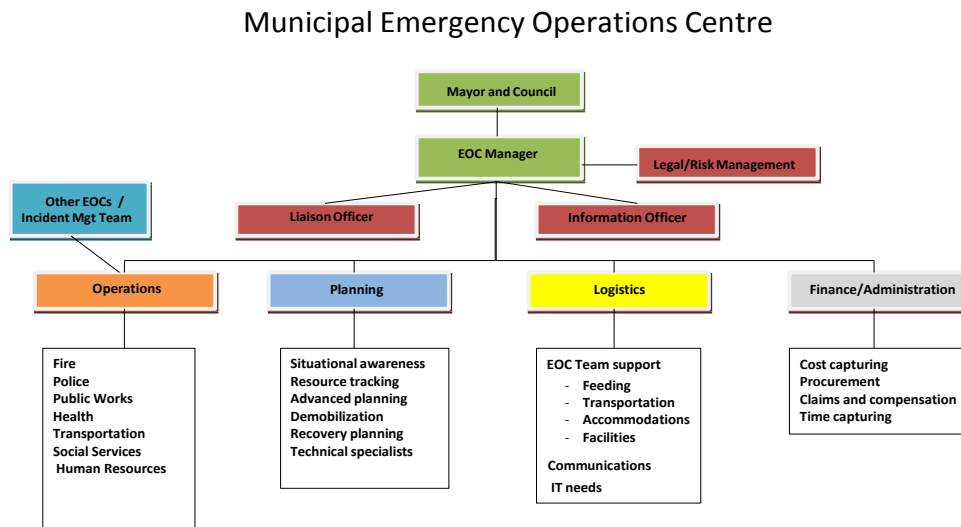 Municipal Emergency Operations Centre
Mayor and Council
EOC Manager
Legal/Risk Management
Other EOCs /
Incident Mgt Team
Liaison Officer
Information Officer
Operations
Planning
Logistics
Finance/Administration
Fire
Police
Public Works
Health
Transportation
Social Services
Human Resources
Situational awareness
Resource tracking
Advanced planning
Demobilization
Recovery planning
Technical specialists
EOC Team support
- Feeding
- Transportation
- Accommodations
- Facilities
Communications
IT needs
Cost capturing
Procurement
Claims and compensation
Time capturing